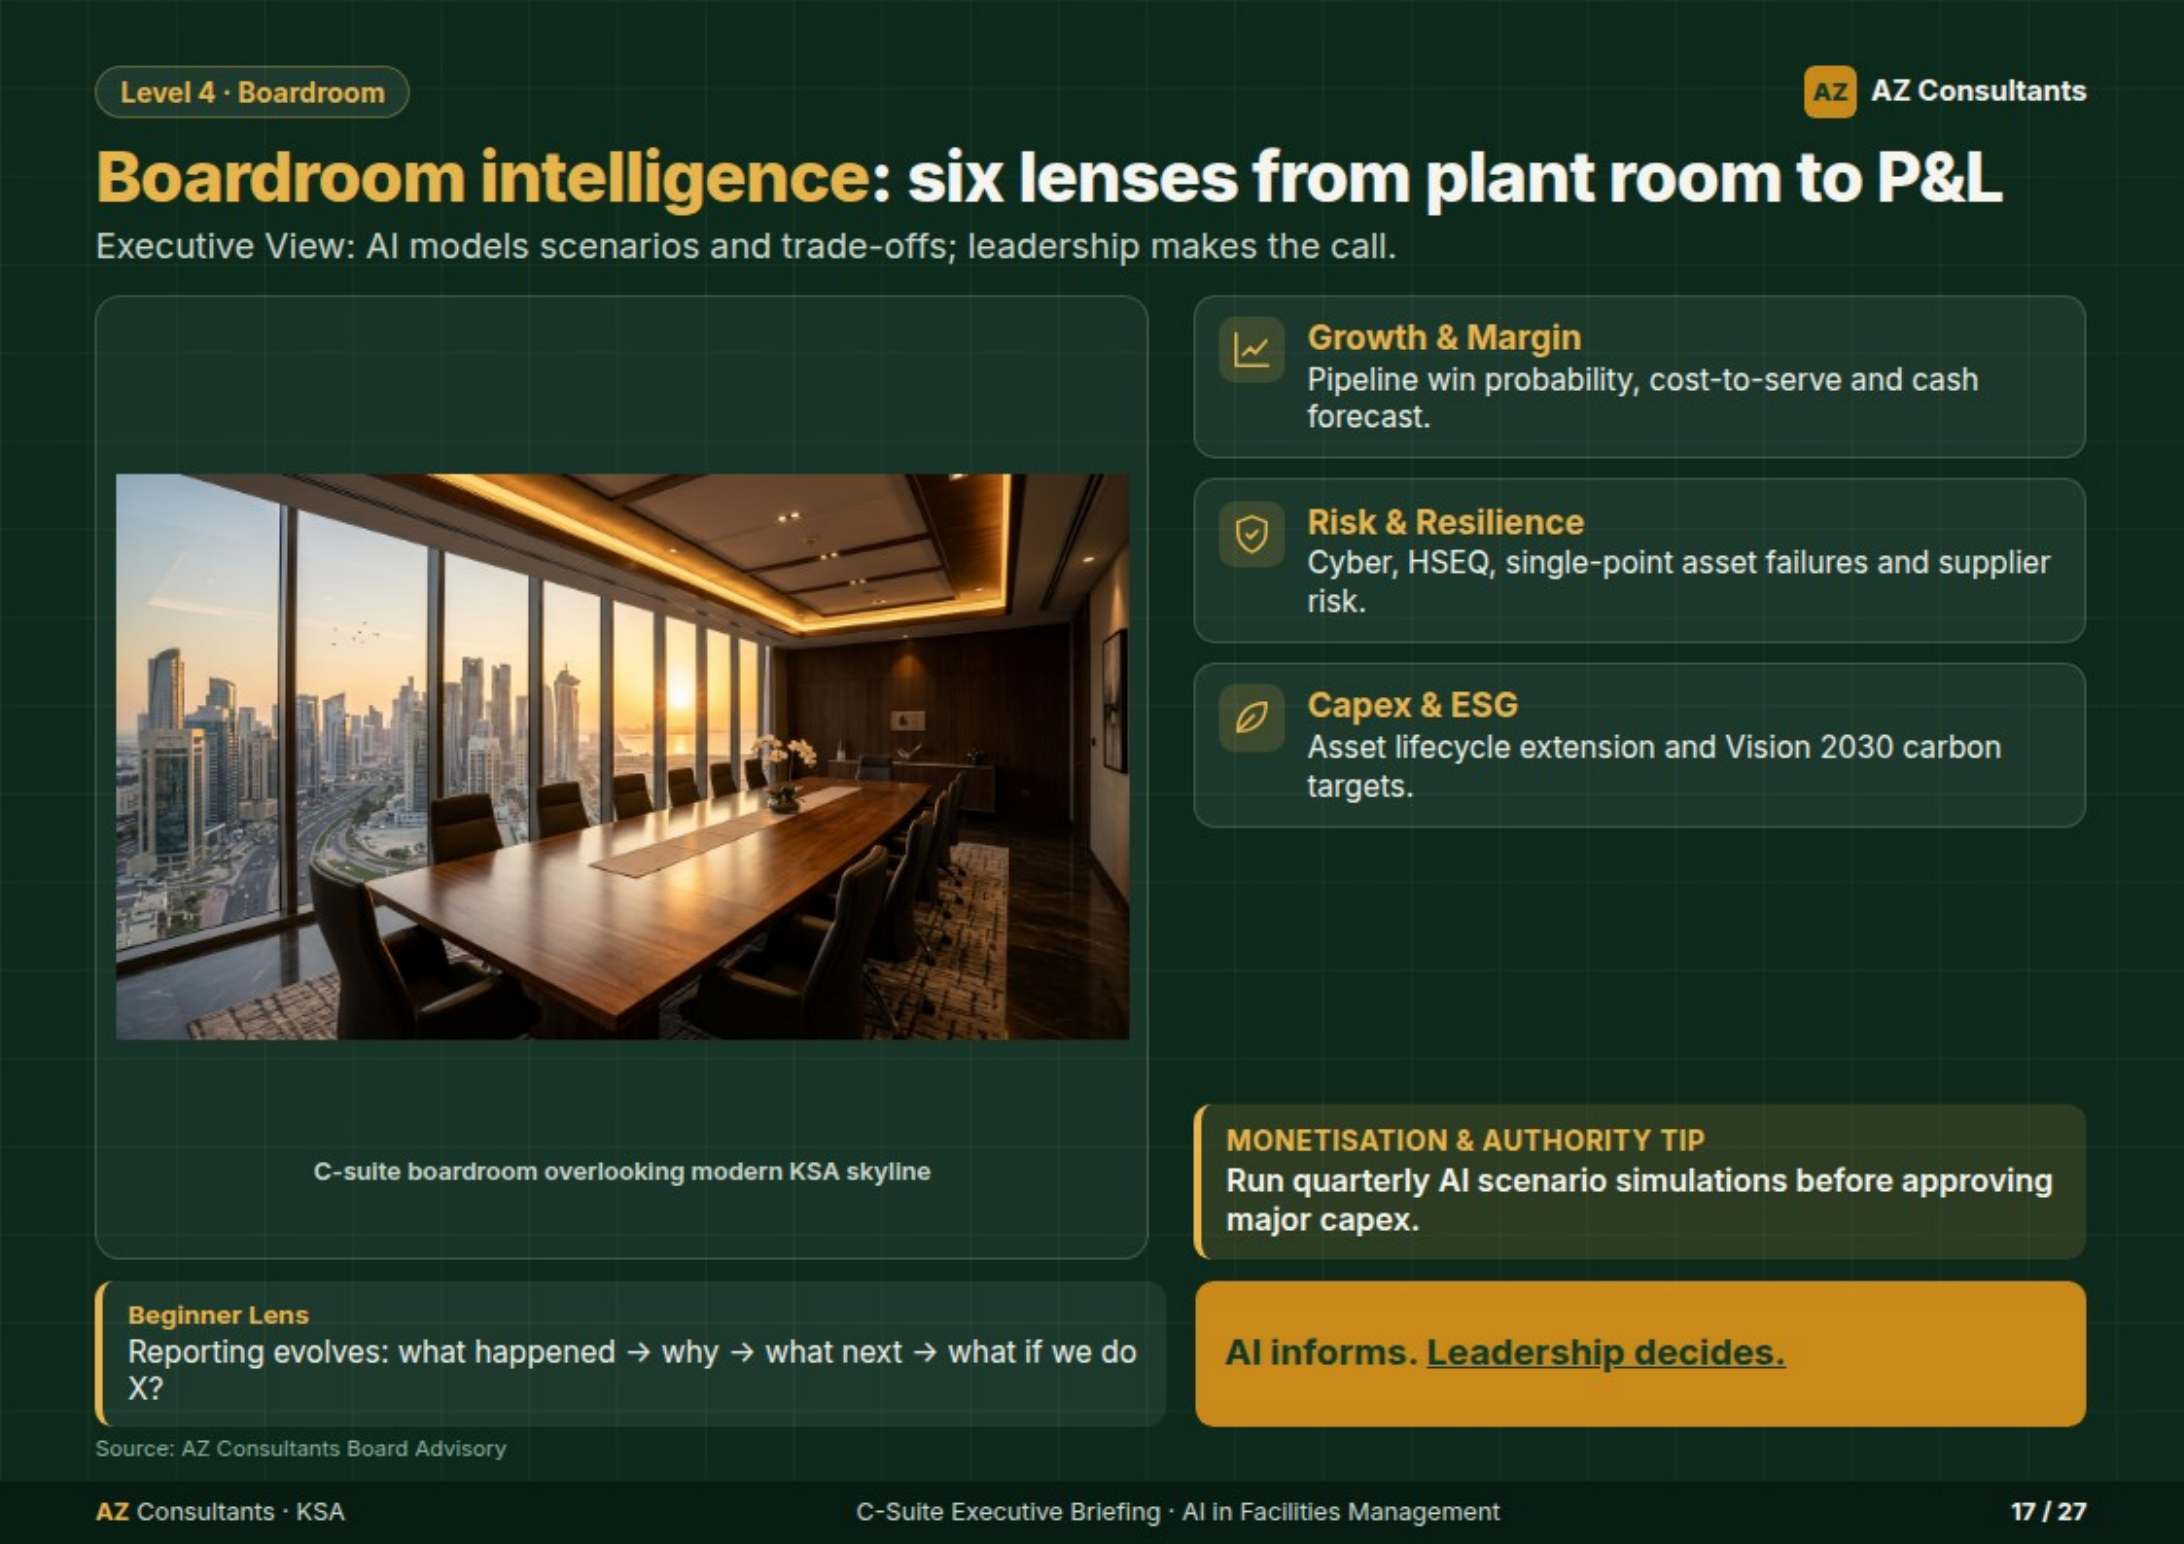 Level 4 · Boardroom
AZ AZ Consultants
Boardroom intelligence: six lenses from plant room to P&L
Executive View: AI models scenarios and trade-offs; leadership makes the call.
C-suite boardroom overlooking modern KSA skyline
Growth & Margin
Pipeline win probability, cost-to-serve and cash
forecast.
Risk & Resilience
Cyber, HSEQ, single-point asset failures and supplier
risk.
Capex & ESG
Asset lifecycle extension and Vision 2030 carbon
targets.
MONETISATION & AUTHORITY TIP
Run quarterly AI scenario simulations before approving
major capex.
Beginner Lens
Reporting evolves: what happened → why → what next → what if we do
X?
AI informs. Leadership decides.
Source: AZ Consultants Board Advisory
AZ Consultants · KSA
C-Suite Executive Briefing · AI in Facilities Management
17 / 27